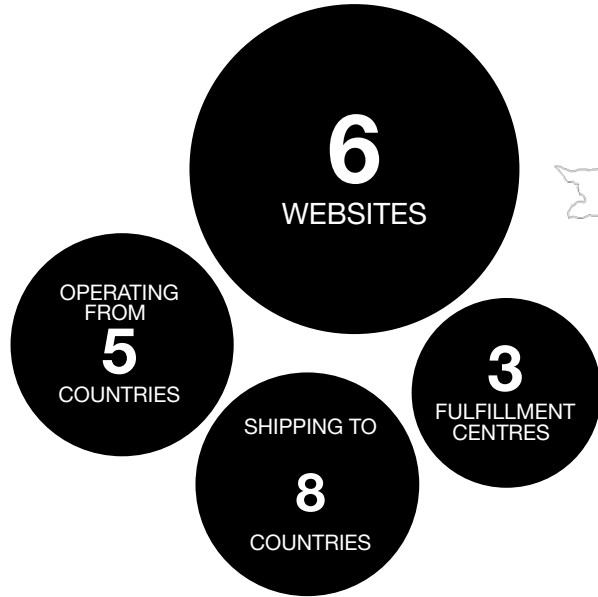 6
WEBSITES
OPERATING
FROM
5
COUNTRIES
3
FULFILLMENT
CENTRES
SHIPPING TO
8
COUNTRIES